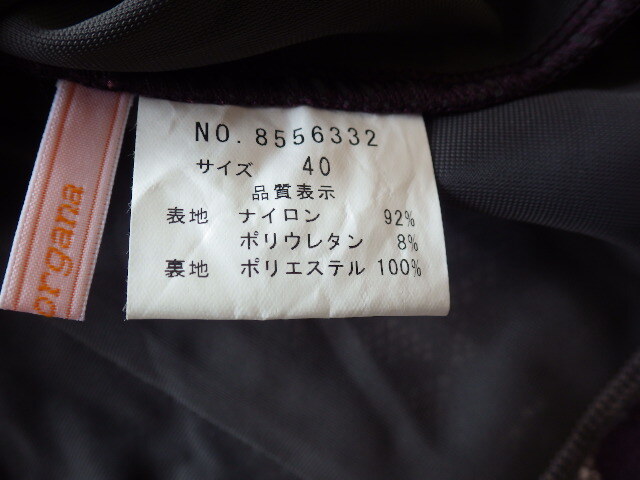 NO. 8556332
サイズ 40
品質表示
表地 ナイロン 92%
ポリウレタン 8%
裏地 ポリエステル 100%
organa